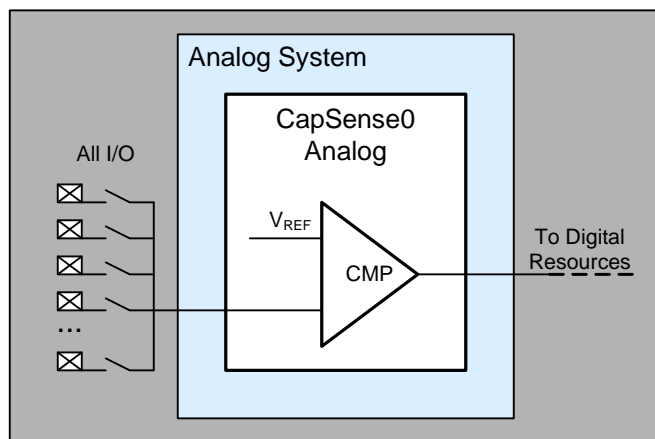 Analog System
CapSense0
Analog
All I/O
VREF
CMP
To Digital
Resources
...